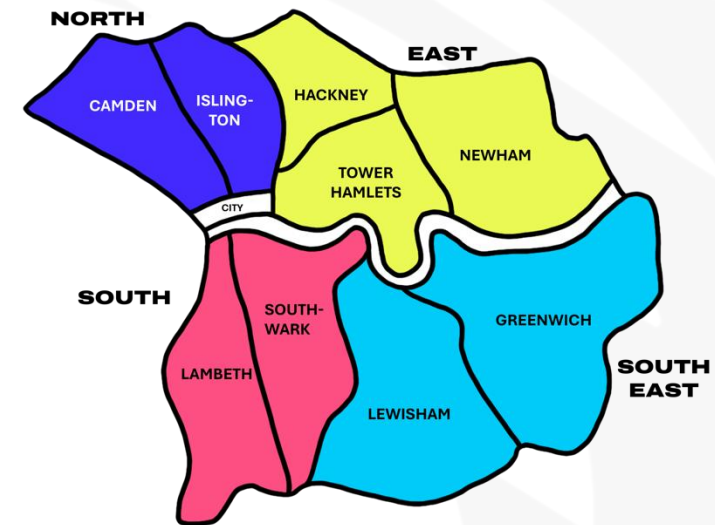 NORTH
EAST
HACKNEY
CAMDEN
ISLING-
TON
NEWHAM
TOWER
HAMLETS
CITY
SOUTH
SOUTH-
WARK
GREENWICH
LAMBETH
SOUTH
EAST
LEWISHAM